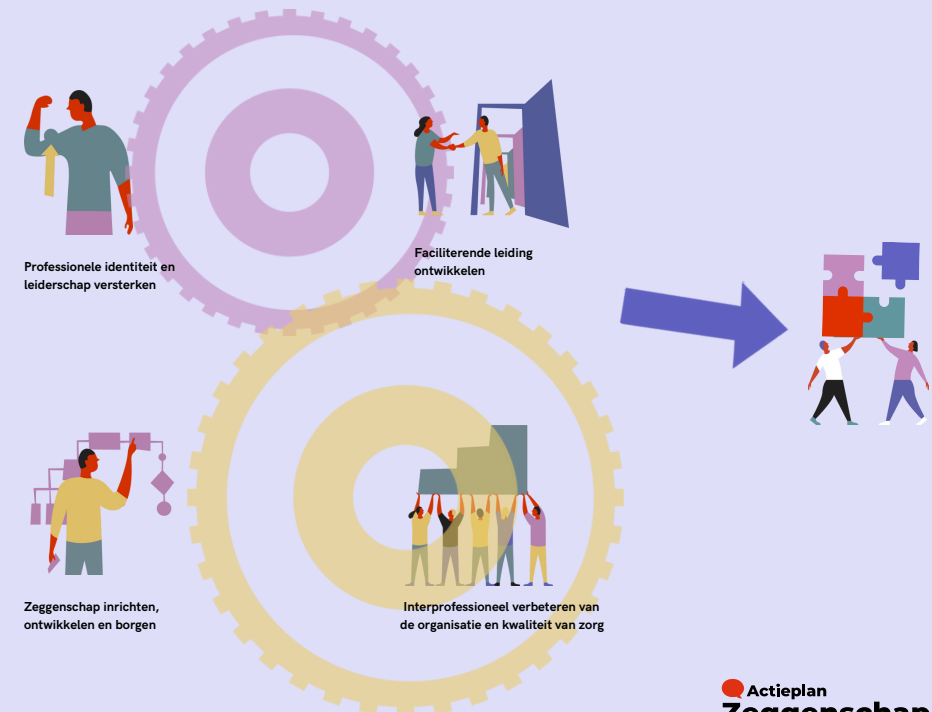 Professionele identiteit en
leiderschap versterken
Faciliterende leiding
ontwikkelen
Zeggenschap inrichten,
ontwikkelen en borgen
Interprofessioneel verbeteren van
de organisatie en kwaliteit van zorg
Actieplan
Zeggenschap